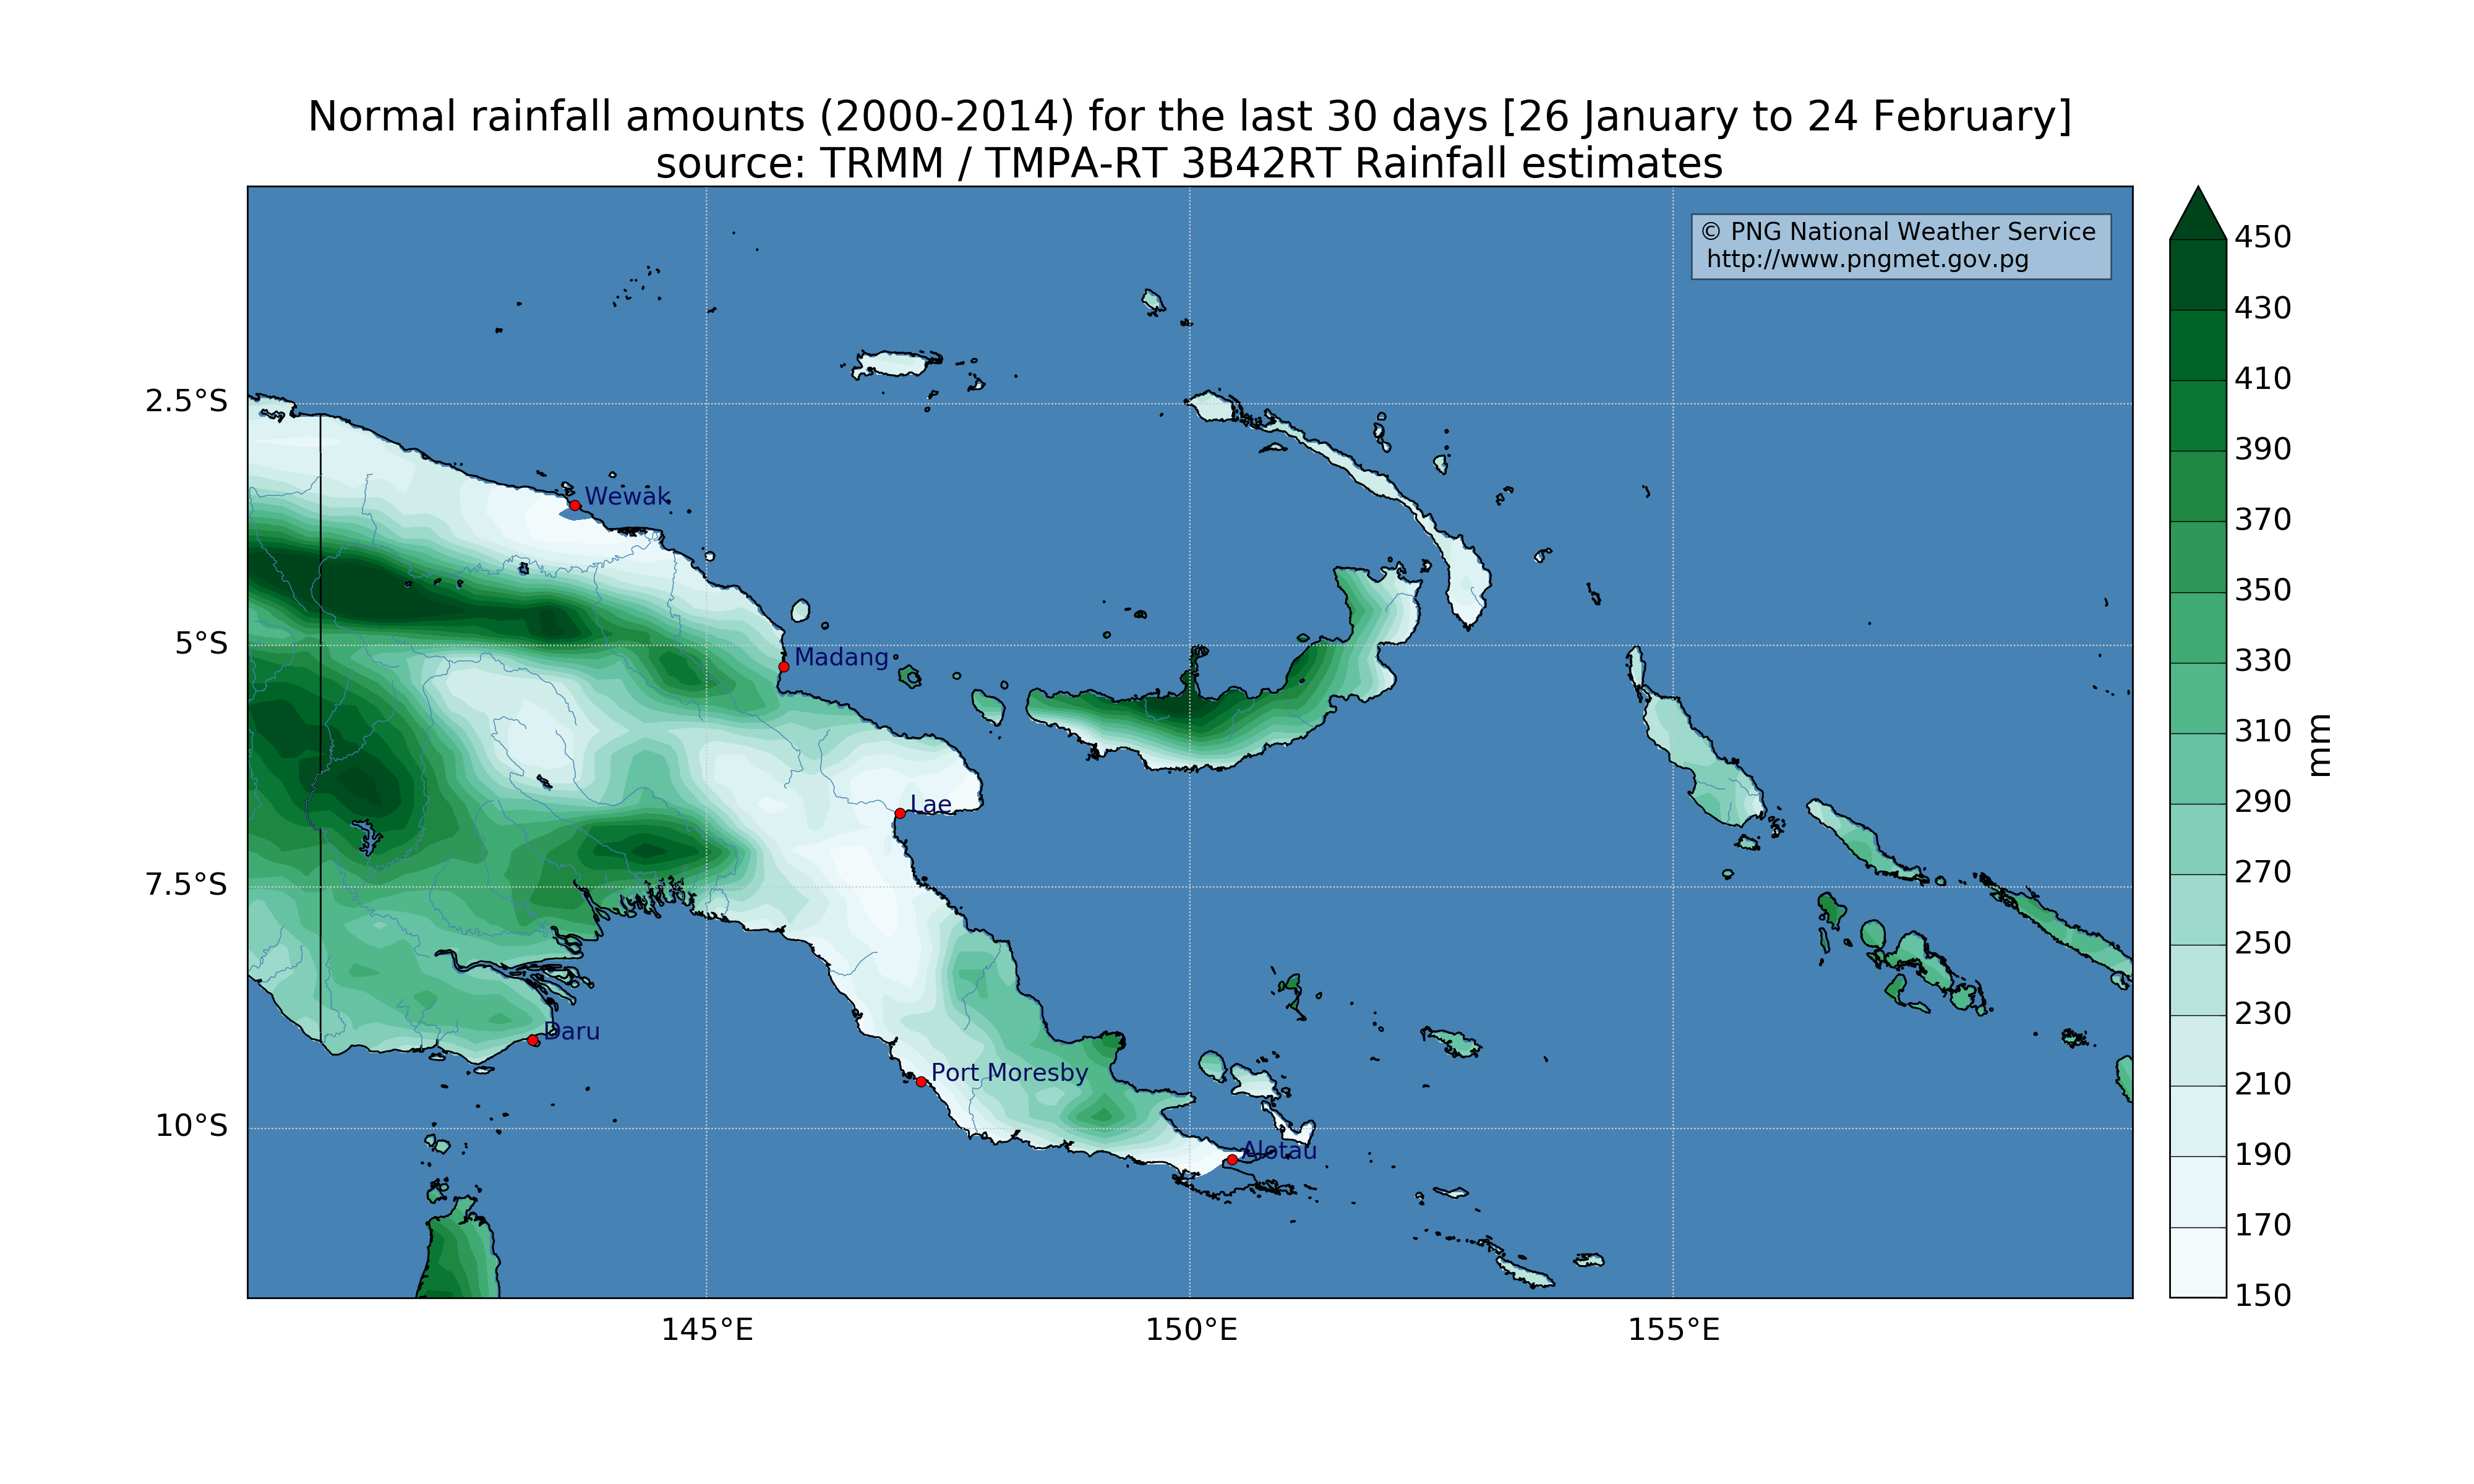 Normal rainfall amounts (2000-2014) for the last 30 days [26 January to 24 February]
source: TRMM / TMPA-RT 3B42RT Rainfall estimates
© PNG National Weather Service
http://www.pngmet.gov.pg
450
430
410
390
370
350
330
310
290
270
250
230
210
190
170
150
mm
2.5°S
5°S
7.5°S
10°S
Wewak
Madang
Lae
Daru
Port Moresby
Alotau
145°E
150°E
155°E